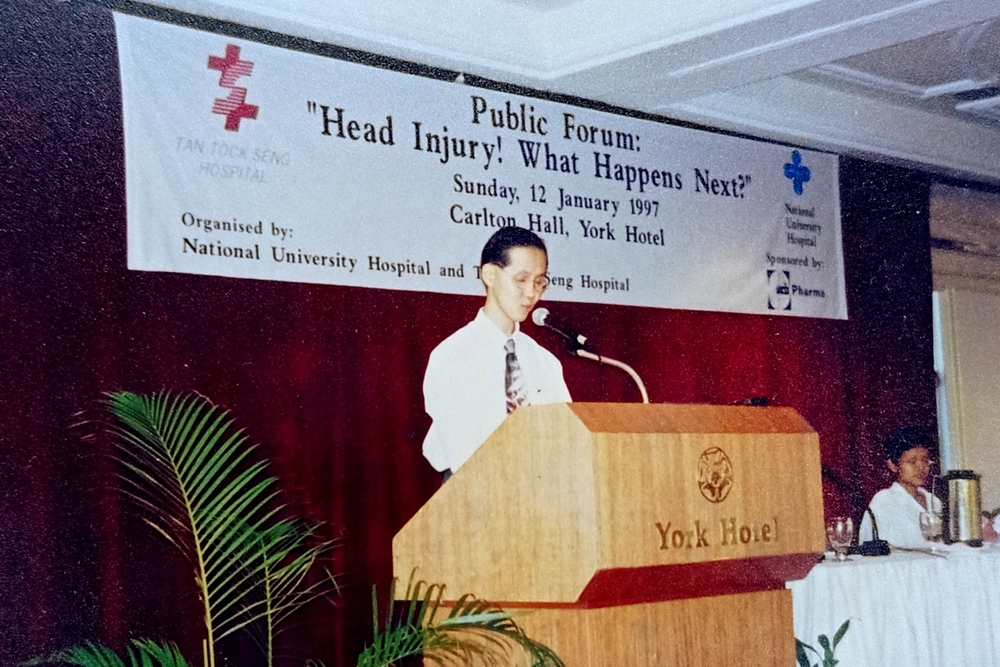 Public Forum:
"Head Injury! What Happens Next?"
Sunday, 12 January 1997
Carlton Hall, York Hotel
TAN TOCK SENG
HOSPITAL
Organised by:
National University Hospital and T Seng Hospital
National
University
Hospital
Sponsored by:
ucb Pharma
York Hotel